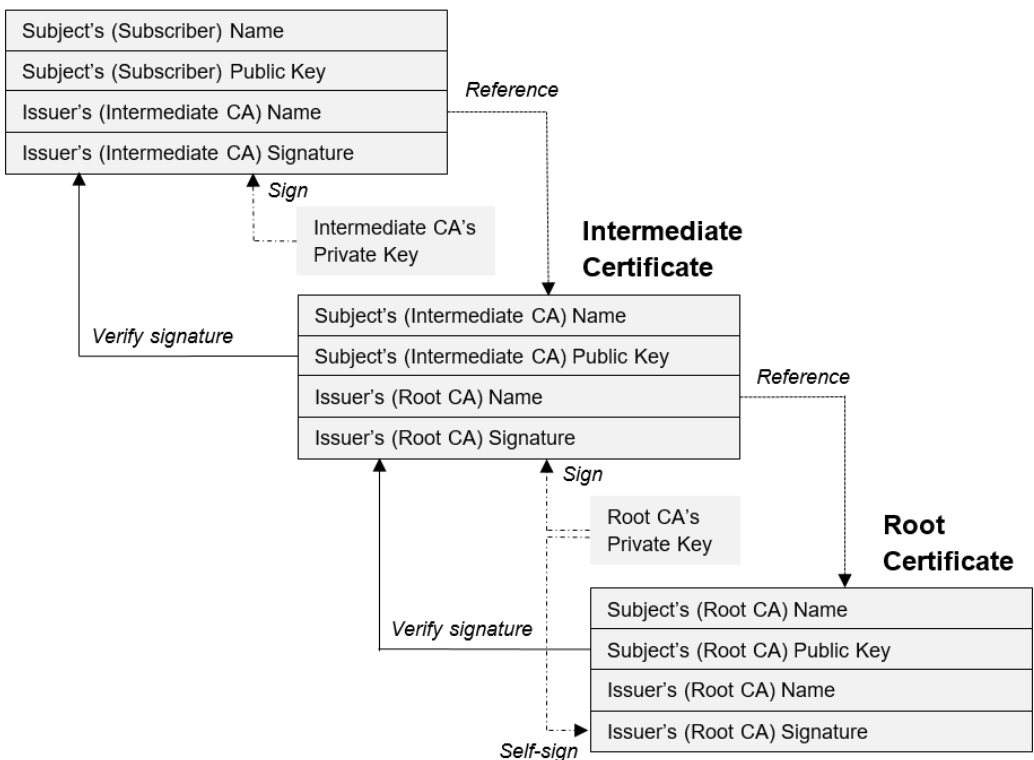 Subject's (Subscriber) Name
Subject's (Subscriber) Public Key
Issuer's (Intermediate CA) Name
Issuer's (Intermediate CA) Signature
Reference
Sign
Intermediate CA's
Private Key
Verify signature
Intermediate
Certificate
Subject's (Intermediate CA) Name
Subject's (Intermediate CA) Public Key
Issuer's (Root CA) Name
Issuer's (Root CA) Signature
Reference
Sign
Root CA's
Private Key
Verify signature
Self-sign
Root
Certificate
Subject's (Root CA) Name
Subject's (Root CA) Public Key
Issuer's (Root CA) Name
Issuer's (Root CA) Signature